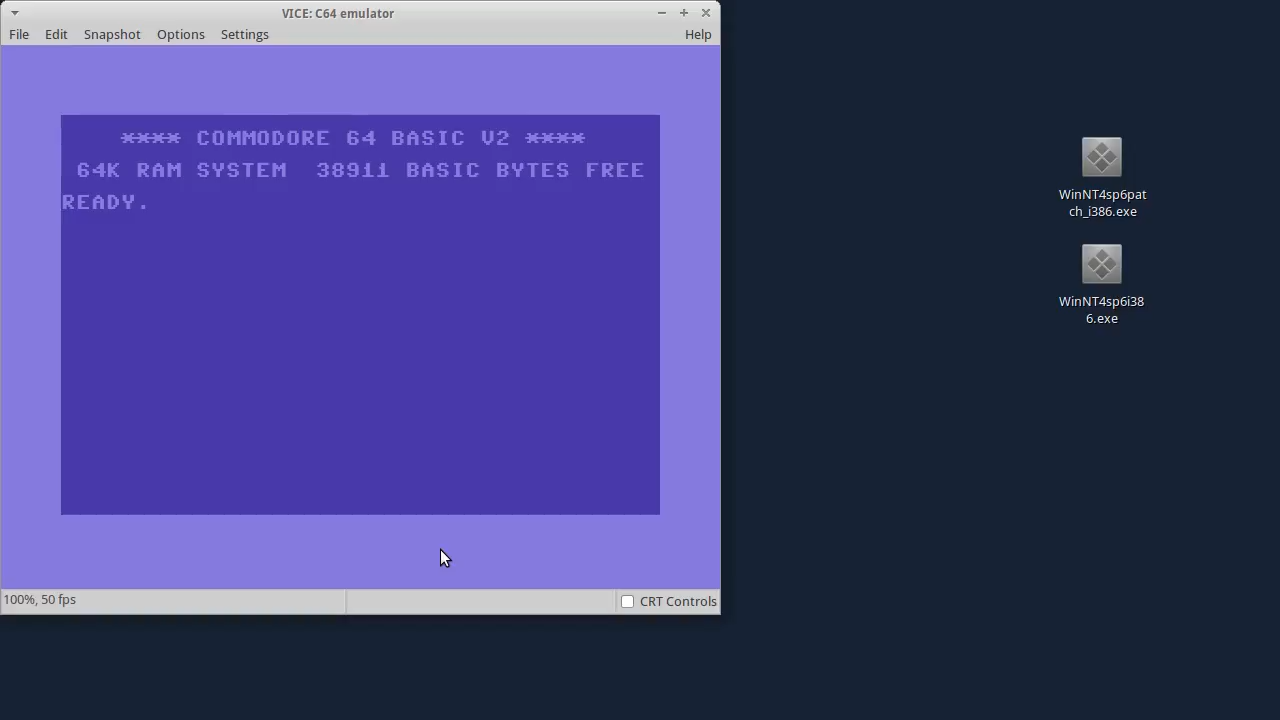 VICE: C64 emulator
File Edit Snapshot Options Settings Help
**** COMMODORE 64 BASIC V2 ****
64K RAM SYSTEM 38911 BASIC BYTES FREE
READY.
WinNT4sp6pat
ch_i386.exe
WinNT4sp6i38
6.exe
100%, 50 fps
CRT Controls